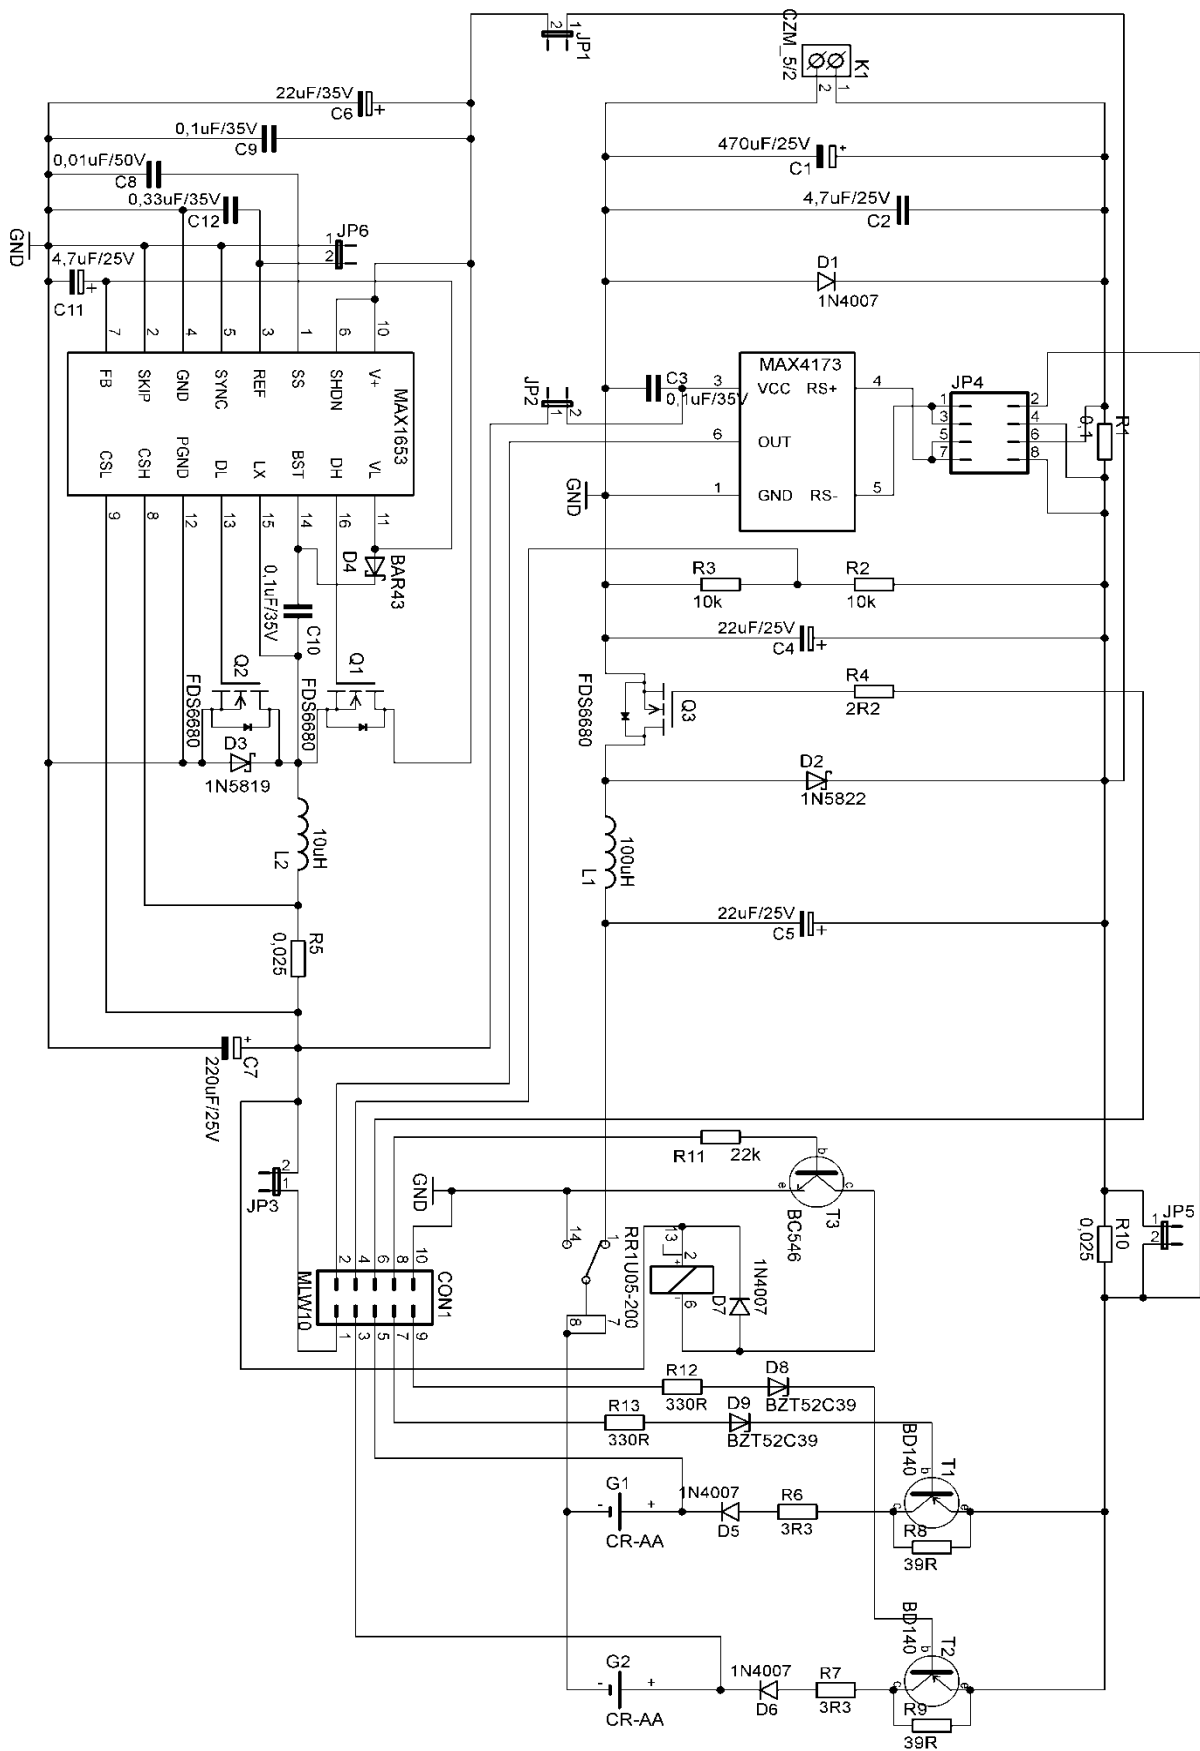 JP1
1
2
CZM_5/2
K1
2
1
22uF/35V
C6
+
0,1uF/35V
C9
0,01uF/50V
C8
0,33uF/35V
C12
JP6
1
2
GND
4,7uF/25V
C11
+
470uF/25V
C1
+
4,7uF/25V
C2
D1
1N4007
7
2
4
5
3
1
6
10
FB
SKIP
GND
SYNC
REF
SS
SHDN
V+
MAX1653
CSL
CSH
PGND
DL
LX
BST
DH
VL
9
8
12
13
15
14
16
11
JP2
1
2
C3
0,1uF/35V
MAX4173
3
VCC
RS+
4
6
OUT
1
GND
RS-
5
GND
JP4
1
2
3
4
5
6
7
8
R1
0,1
D4
BAR43
0,1uF/35V
C10
R3
10k
R2
10k
22uF/25V
C4
+
Q2
FDS6680
Q1
FDS6680
D3
1N5819
FDS6680
Q3
R4
2R2
D2
1N5822
10uH
L2
100uH
L1
22uF/25V
C5
+
R5
0,025
C7
+
220uF/25V
JP3
2
1
R11
22k
b
e
c
T3
BC546
GND
14
1
RR1U05-200
13
2
+
-
6
1N4007
D7
8
7
JP5
1
2
R10
0,025
2
4
6
8
10
CON1
MLW10
1
3
5
7
9
R12
330R
D8
BZT52C39
R13
330R
D9
BZT52C39
BD140
b
T1
c
e
G1
-
+
CR-AA
1N4007
D5
R6
3R3
R8
39R
BD140
b
T2
c
e
G2
-
+
CR-AA
1N4007
D6
R7
3R3
R9
39R